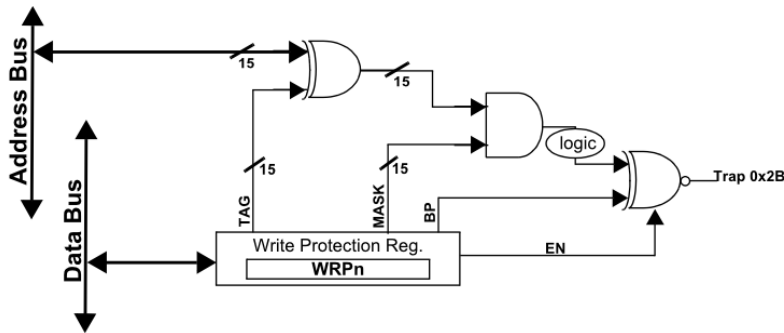 Address Bus
15
15
logic
Data Bus
15
15
TAG
MASK
BP
Trap 0x2B
Write Protection Reg.
WRPn
EN